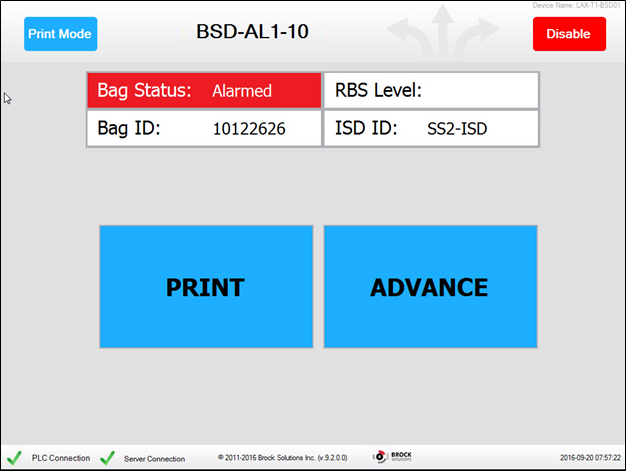 Device Name: LAX-T1-BSD01
Print Mode
BSD-AL1-10
Disable
Bag Status: Alarmed
RBS Level:
Bag ID: 10122626
ISD ID: SS2-ISD
PRINT
ADVANCE
PLC Connection
Server Connection
© 2011-2016 Brock Solutions Inc. (v.9.2.0.0)
BROCK
solutions
2016-09-20 07:57:22